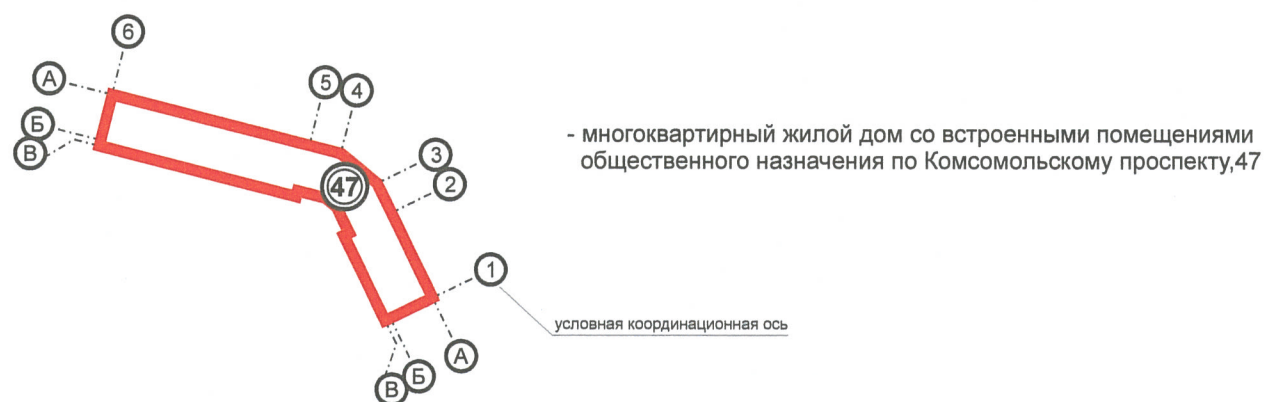 6
А
5
4
Б
В
3
47
2
- многоквартирный жилой дом со встроенными помещениями
общественного назначения по Комсомольскому проспекту,47
1
условная координационная ось
А
Б
В